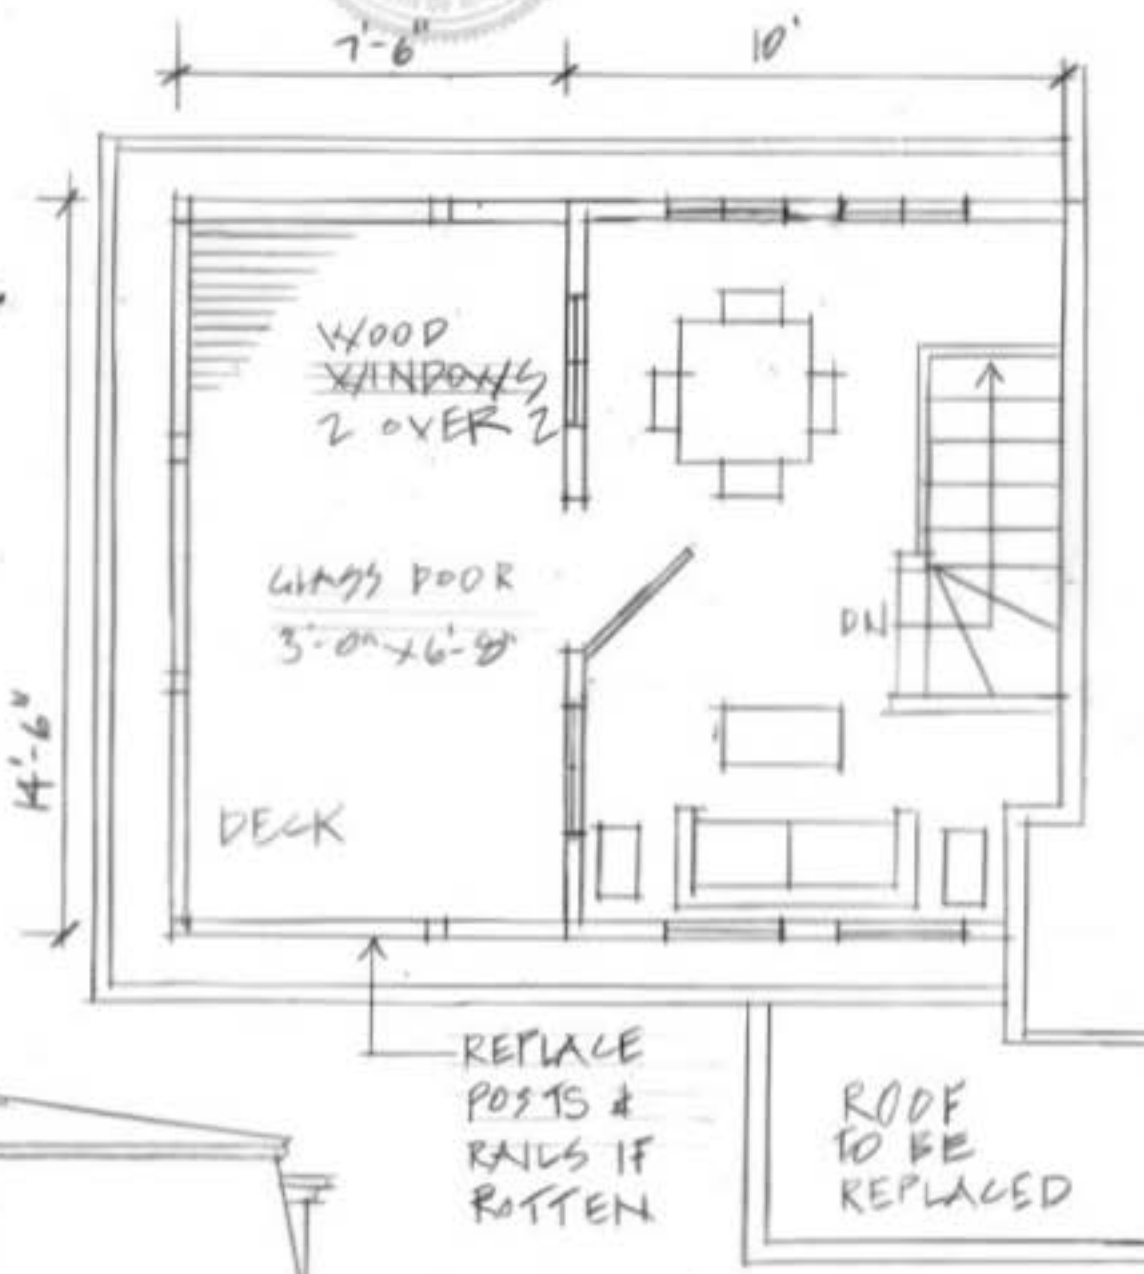 7'-6"
10'
WOOD
WINDOWS
2 OVER 2
GLASS DOOR
3'-0" x 6'-8"
DN
14'-6"
DECK
REPLACE
POSTS &
RAILS IF
ROTTEN
ROOF
TO BE
REPLACED